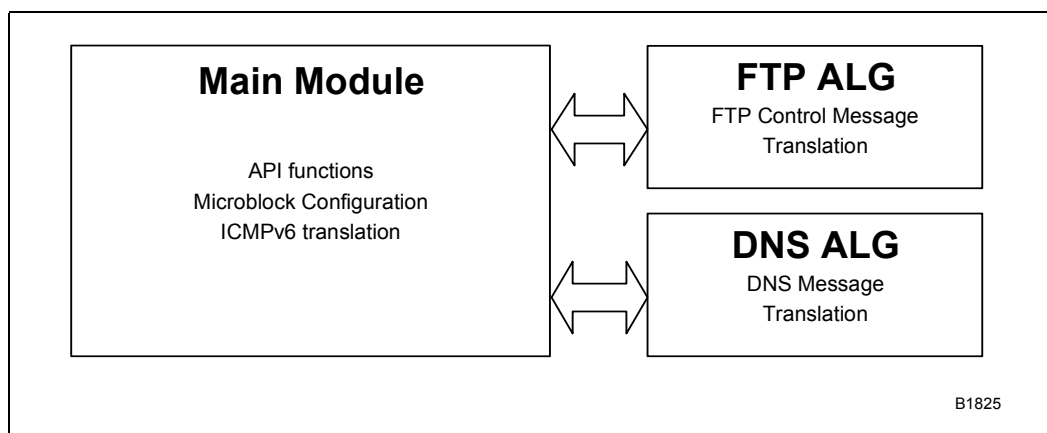 Main Module
API functions
Microblock Configuration
ICMPv6 translation
FTP ALG
FTP Control Message
Translation
DNS ALG
DNS Message
Translation
B1825